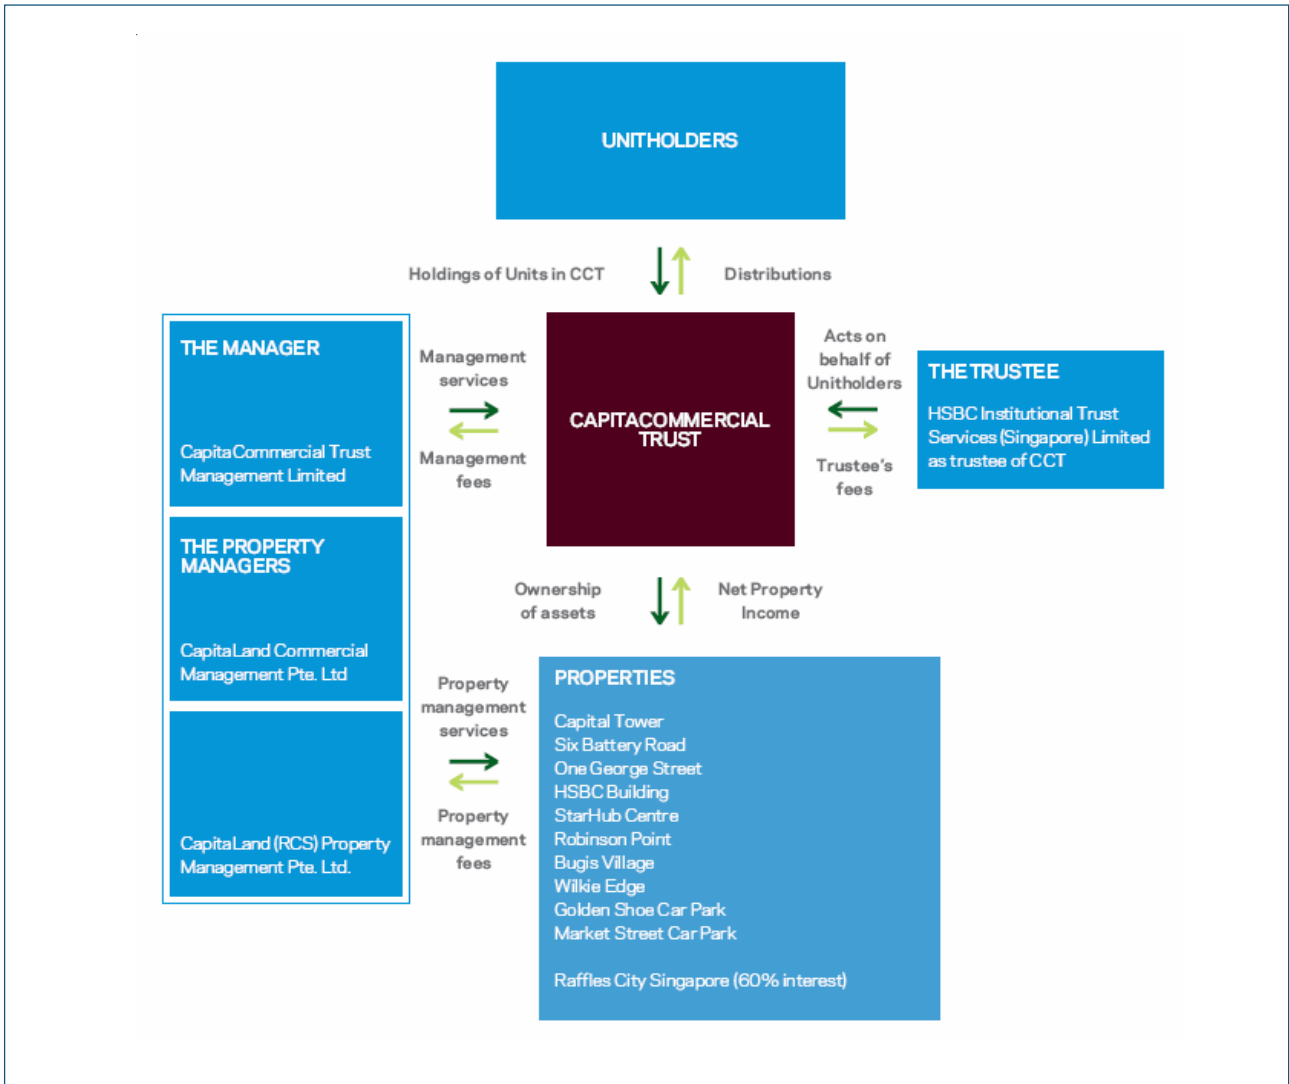 UNITHOLDERS
Holdings of Units in CCT
Distributions
THE MANAGER
CapitaCommercial Trust
Management Limited
Management
services
Management
fees
CAPITACOMMERCIAL
TRUST
Acts on
behalf of
Unitholders
Trustee's
fees
THE TRUSTEE
HSBC Institutional Trust
Services (Singapore) Limited
as trustee of CCT
THE PROPERTY
MANAGERS
CapitaLand Commercial
Management Pte. Ltd
CapitaLand (RCS) Property
Management Pte. Ltd.
Ownership
of assets
Net Property
Income
Property
management
services
Property
management
fees
PROPERTIES
Capital Tower
Six Battery Road
One George Street
HSBC Building
StarHub Centre
Robinson Point
Bugis Village
Wilkie Edge
Golden Shoe Car Park
Market Street Car Park
Raffles City Singapore (60% interest)